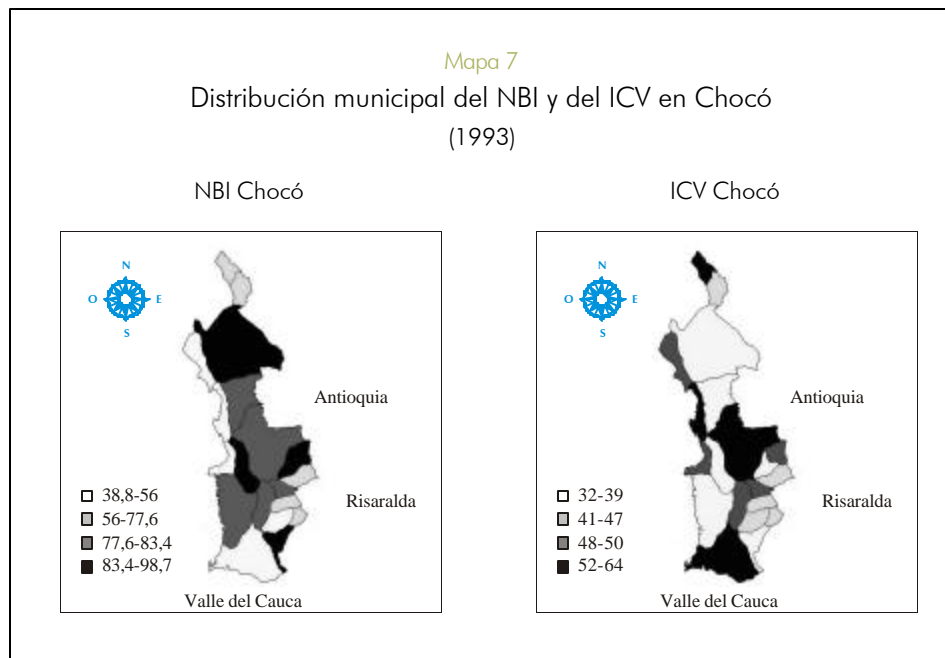 Mapa 7
Distribución municipal del NBI y del ICV en Chocó
(1993)
NBI Chocó
N
O
E
S
Antioquia
Risaralda
38,8-56
56-77,6
77,6-83,4
83,4-98,7
Valle del Cauca
ICV Chocó
N
O
E
S
Antioquia
Risaralda
32-39
41-47
48-50
52-64
Valle del Cauca